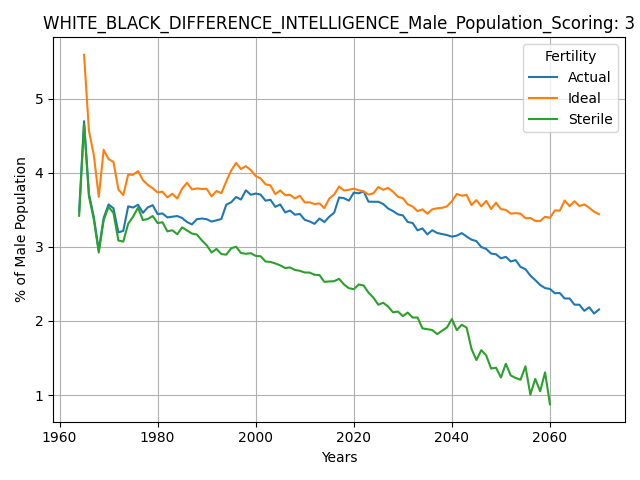 WHITE_BLACK_DIFFERENCE_INTELLIGENCE_Male_Population_Scoring: 3
Fertility
Actual
Ideal
Sterile
5
4
3
2
1
% of Male Population
1960
1980
2000
2020
2040
2060
Years